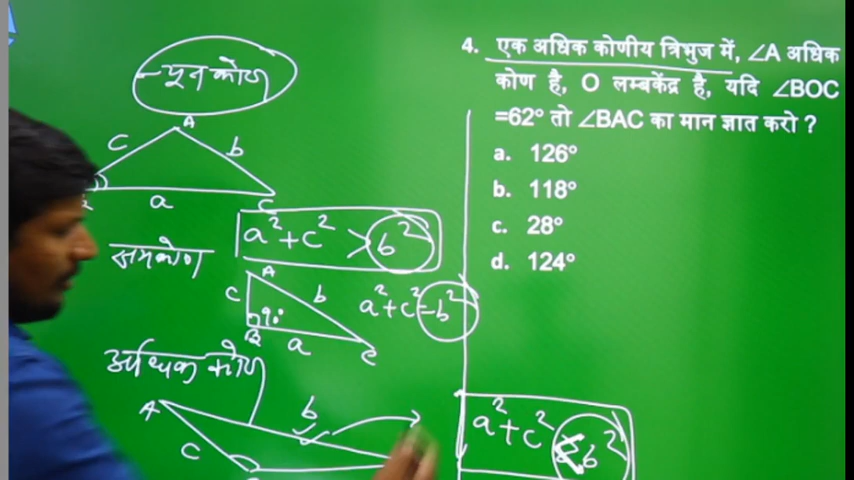 न्यून कोण
A
c
b
B
a
C
a²+c² > b²
समकोण
A
c
b
90°
B
a
C
a²+c²=b²
अधिक कोण
A
b
c
a²+c² < b²
4. एक अधिक कोणीय त्रिभुज में, ∠A अधिक
कोण है, O लम्बकेंद्र है, यदि ∠BOC
=62° तो ∠BAC का मान ज्ञात करो ?
a. 126°
b. 118°
c. 28°
d. 124°